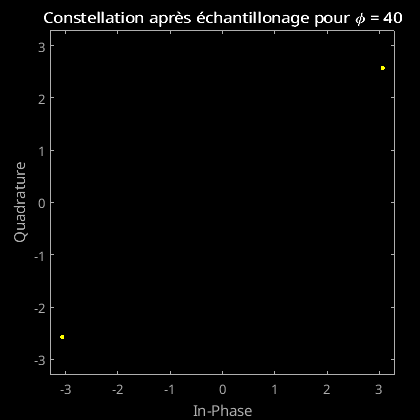 Constellation après échantillonage pour ϕ = 40
Quadrature
3
2
1
0
-1
-2
-3
-3 -2 -1 0 1 2 3
In-Phase